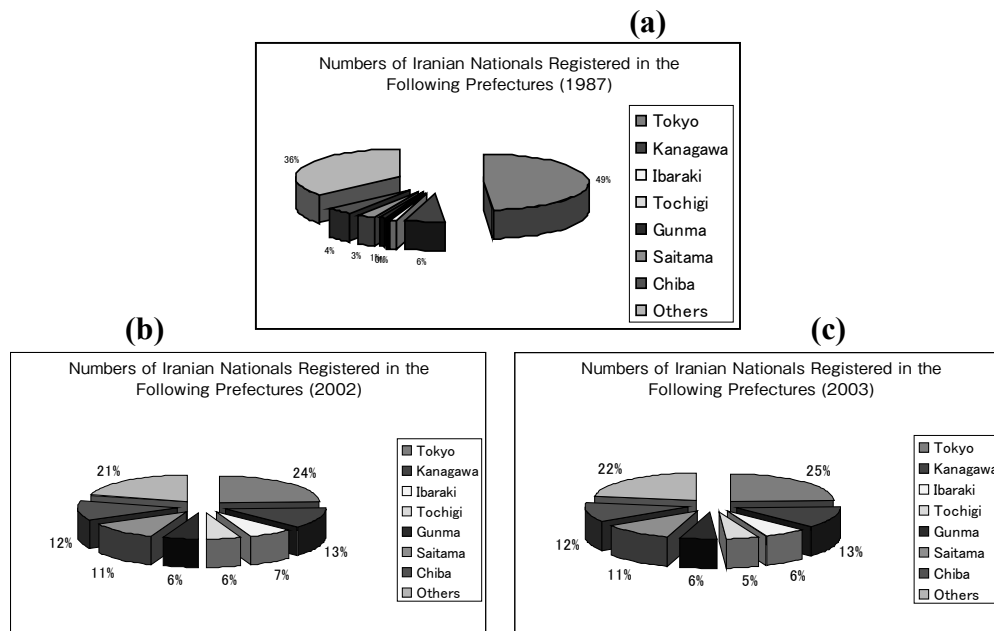 (a)
Numbers of Iranian Nationals Registered in the
Following Prefectures (1987)
Tokyo
Kanagawa
Ibaraki
Tochigi
Gunma
Saitama
Chiba
Others
36%
49%
4%
3%
1%
6%
(b)
Numbers of Iranian Nationals Registered in the
Following Prefectures (2002)
Tokyo
Kanagawa
Ibaraki
Tochigi
Gunma
Saitama
Chiba
Others
21%
24%
12%
11%
6%
6%
7%
13%
(c)
Numbers of Iranian Nationals Registered in the
Following Prefectures (2003)
Tokyo
Kanagawa
Ibaraki
Tochigi
Gunma
Saitama
Chiba
Others
22%
25%
12%
11%
6%
5%
6%
13%